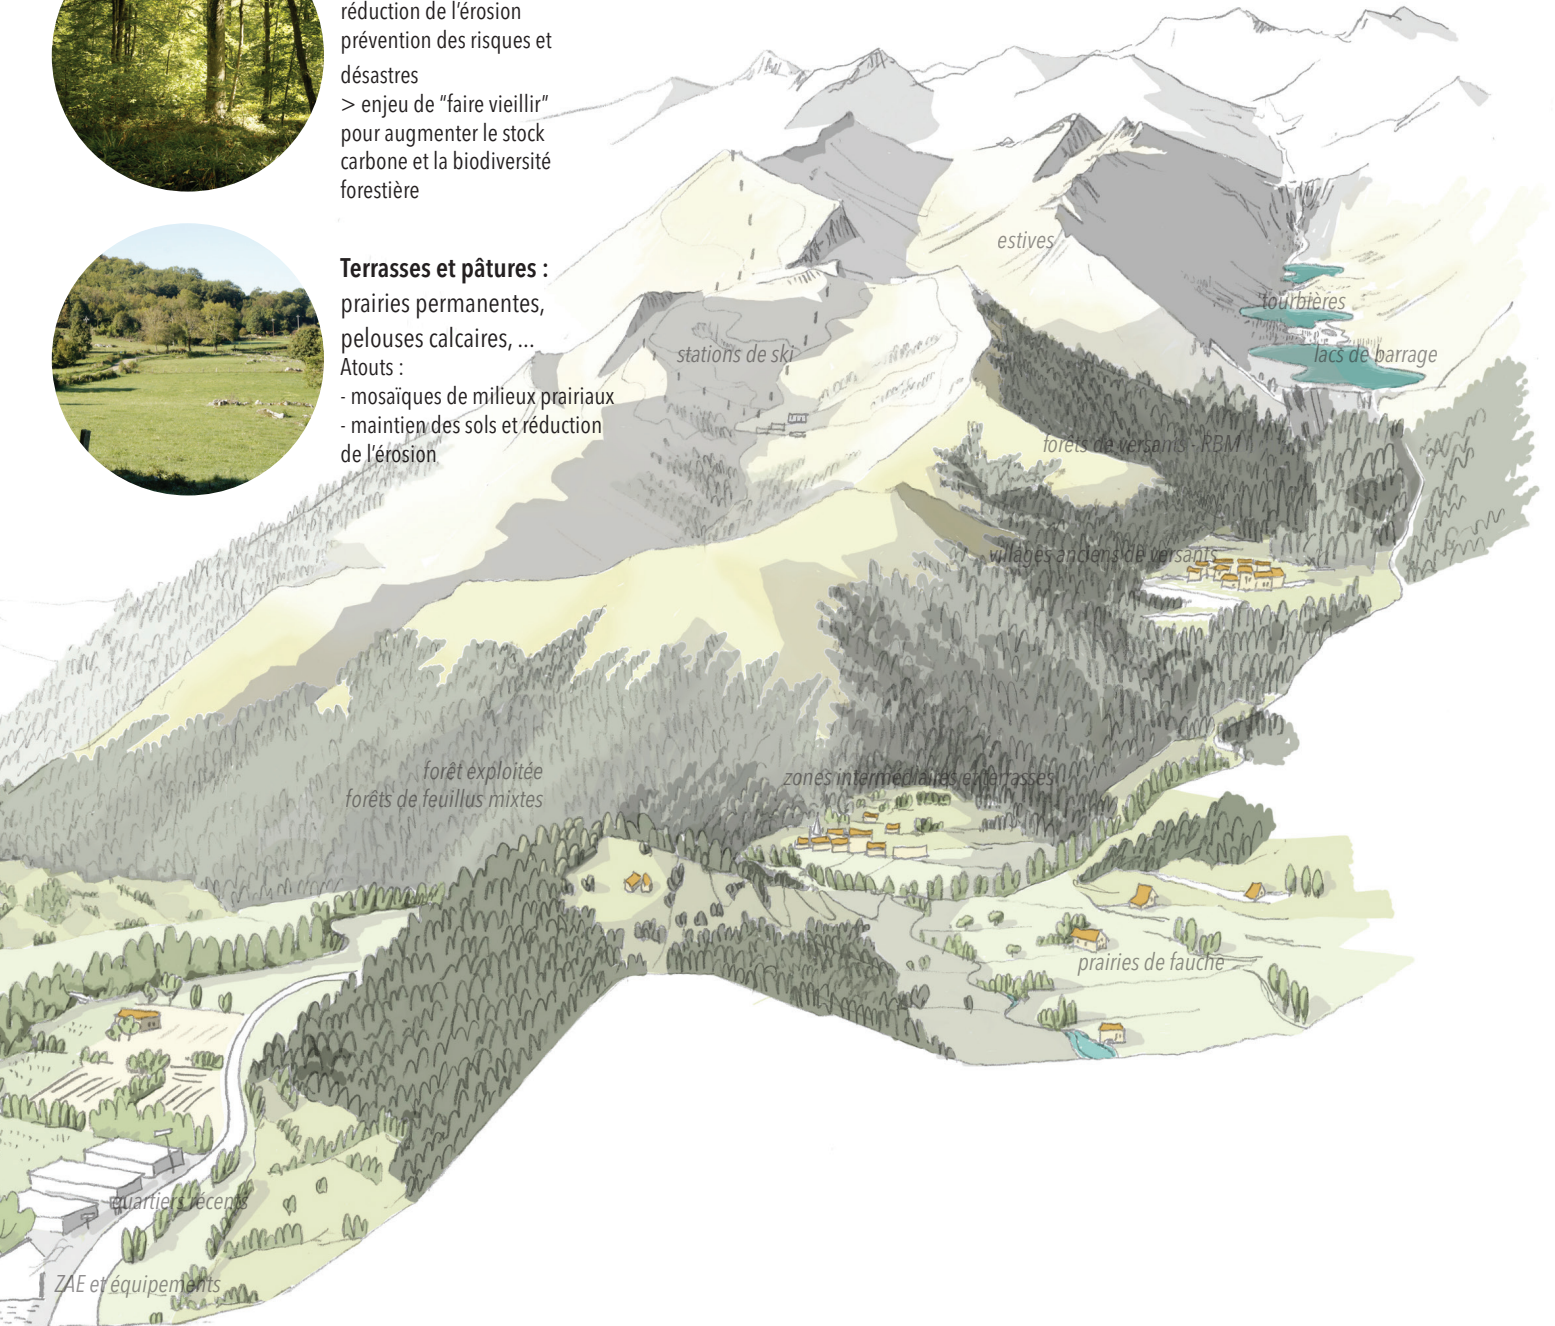 réduction de l’érosion
prévention des risques et
désastres
> enjeu de “faire vieillir”
pour augmenter le stock
carbone et la biodiversité
forestière
Terrasses et pâtures :
prairies permanentes,
pelouses calcaires, ...
Atouts :
- mosaïques de milieux prairiaux
- maintien des sols et réduction
de l’érosion
estives
tourbières
stations de ski
lacs de barrage
forêts de versants - RBM
villages anciens de versants
forêt exploitée
forêts de feuillus mixtes
zones intermédiaires et terrasses
prairies de fauche
quartiers récents
ZAE et équipements